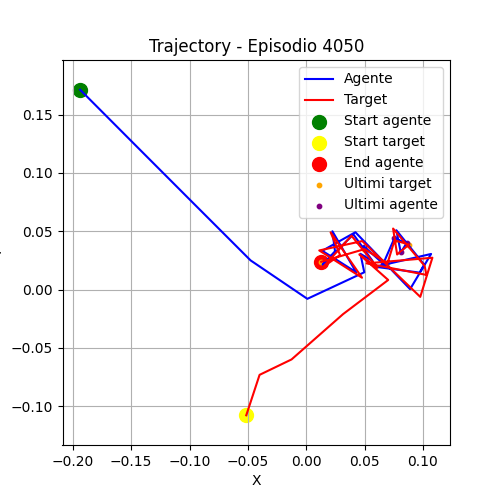 Trajectory - Episodio 4050
Agente
Target
Start agente
Start target
End agente
Ultimi target
Ultimi agente
0.15
0.10
0.05
0.00
−0.05
−0.10
−0.20
−0.15
−0.10
−0.05
0.00
0.05
0.10
X